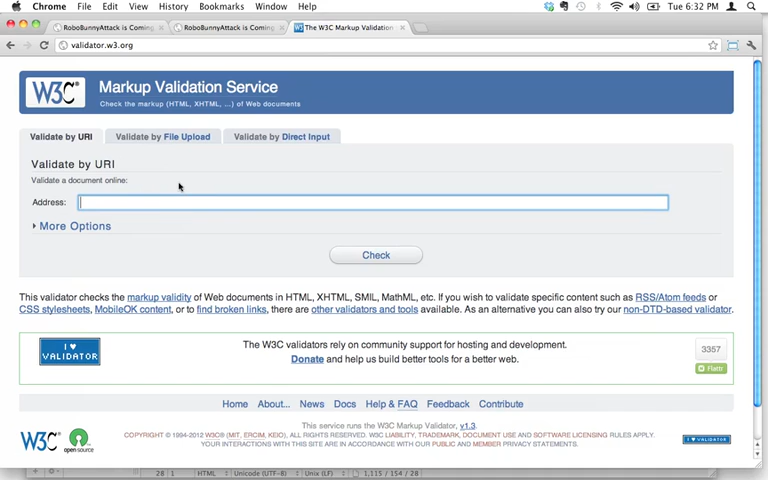 Chrome File Edit View History Bookmarks Window Help Tue 6:32 PM
RoboBunnyAttack is Coming RoboBunnyAttack is Coming The W3C Markup Validation
validator.w3.org
W3C® Markup Validation Service
Check the markup (HTML, XHTML, ...) of Web documents
Validate by URI Validate by File Upload Validate by Direct Input
Validate by URI
Validate a document online:
Address:
More Options
Check
This validator checks the markup validity of Web documents in HTML, XHTML, SMIL, MathML, etc. If you wish to validate specific content such as RSS/Atom feeds or
CSS stylesheets, MobileOK content, or to find broken links, there are other validators and tools available. As an alternative you can also try our non-DTD-based validator.
I ♥
VALIDATOR
The W3C validators rely on community support for hosting and development.
Donate and help us build better tools for a better web.
3357
Flattr
Home About... News Docs Help & FAQ Feedback Contribute
W3C®
open source
This service runs the W3C Markup Validator, v1.3.
COPYRIGHT © 1994-2012 W3C® (MIT, ERCIM, KEIO), ALL RIGHTS RESERVED. W3C LIABILITY, TRADEMARK, DOCUMENT USE AND SOFTWARE LICENSING RULES APPLY.
YOUR INTERACTIONS WITH THIS SITE ARE IN ACCORDANCE WITH OUR PUBLIC AND MEMBER PRIVACY STATEMENTS.
I ♥ VALIDATOR
28 1 HTML Unicode (UTF-8) Unix (LF) 1,115 / 154 / 28